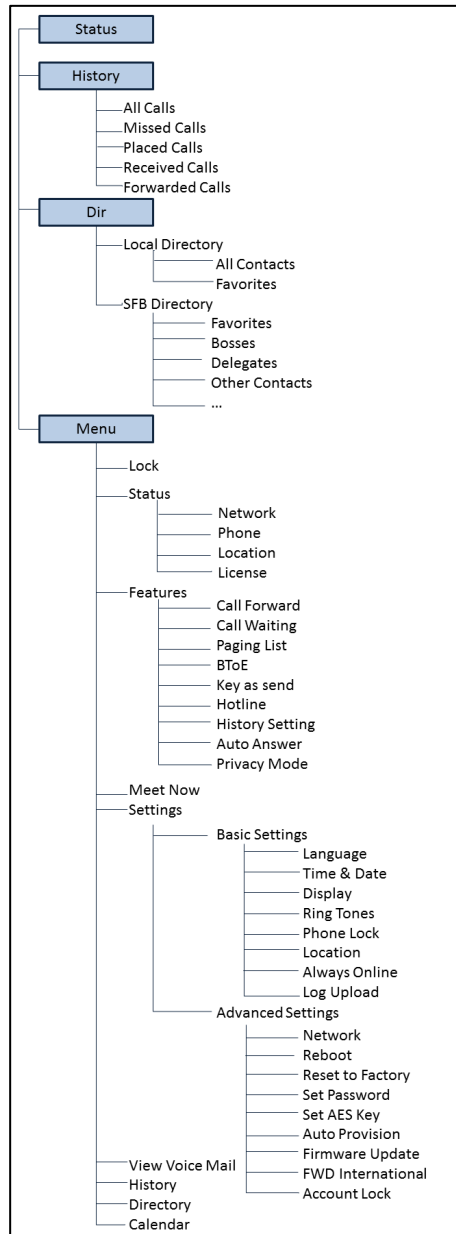 Status
History
All Calls
Missed Calls
Placed Calls
Received Calls
Forwarded Calls
Dir
Local Directory
All Contacts
Favorites
SFB Directory
Favorites
Bosses
Delegates
Other Contacts
...
Menu
Lock
Status
Network
Phone
Location
License
Features
Call Forward
Call Waiting
Paging List
BToE
Key as send
Hotline
History Setting
Auto Answer
Privacy Mode
Meet Now
Settings
Basic Settings
Language
Time & Date
Display
Ring Tones
Phone Lock
Location
Always Online
Log Upload
Advanced Settings
Network
Reboot
Reset to Factory
Set Password
Set AES Key
Auto Provision
Firmware Update
FWD International
Account Lock
View Voice Mail
History
Directory
Calendar